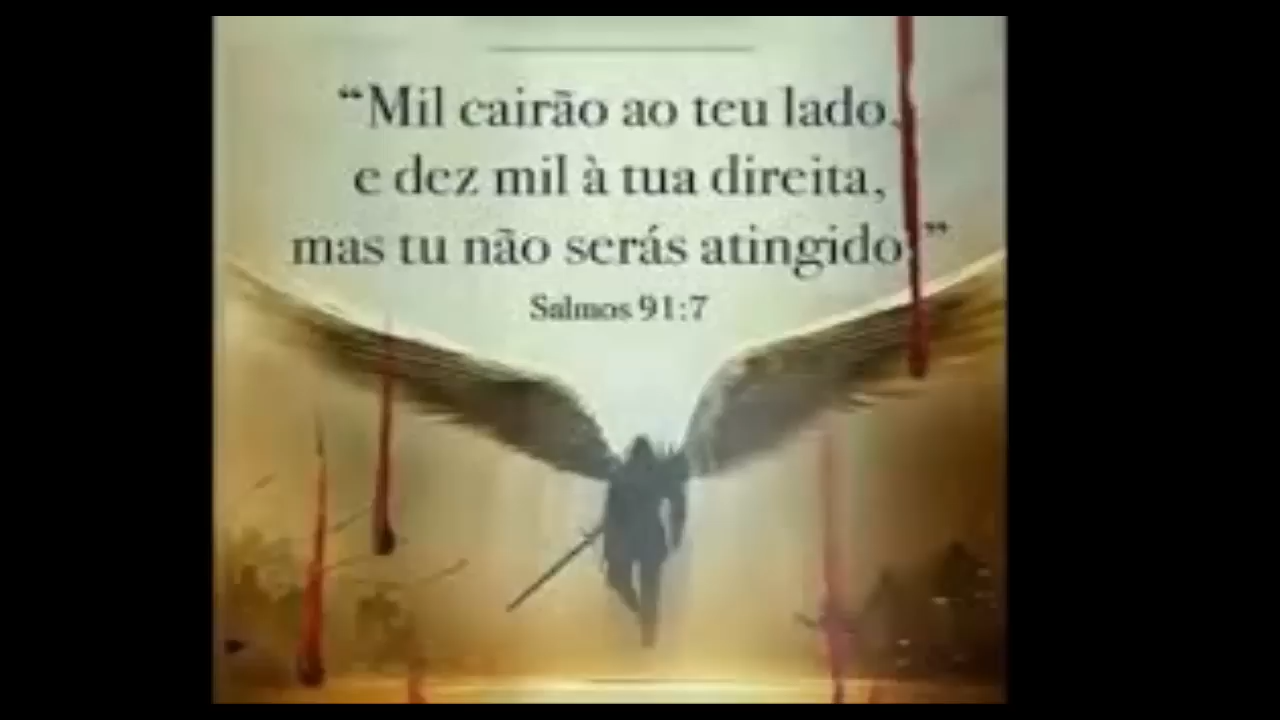 “Mil cairão ao teu lado,
e dez mil à tua direita,
mas tu não serás atingido.”
Salmos 91:7